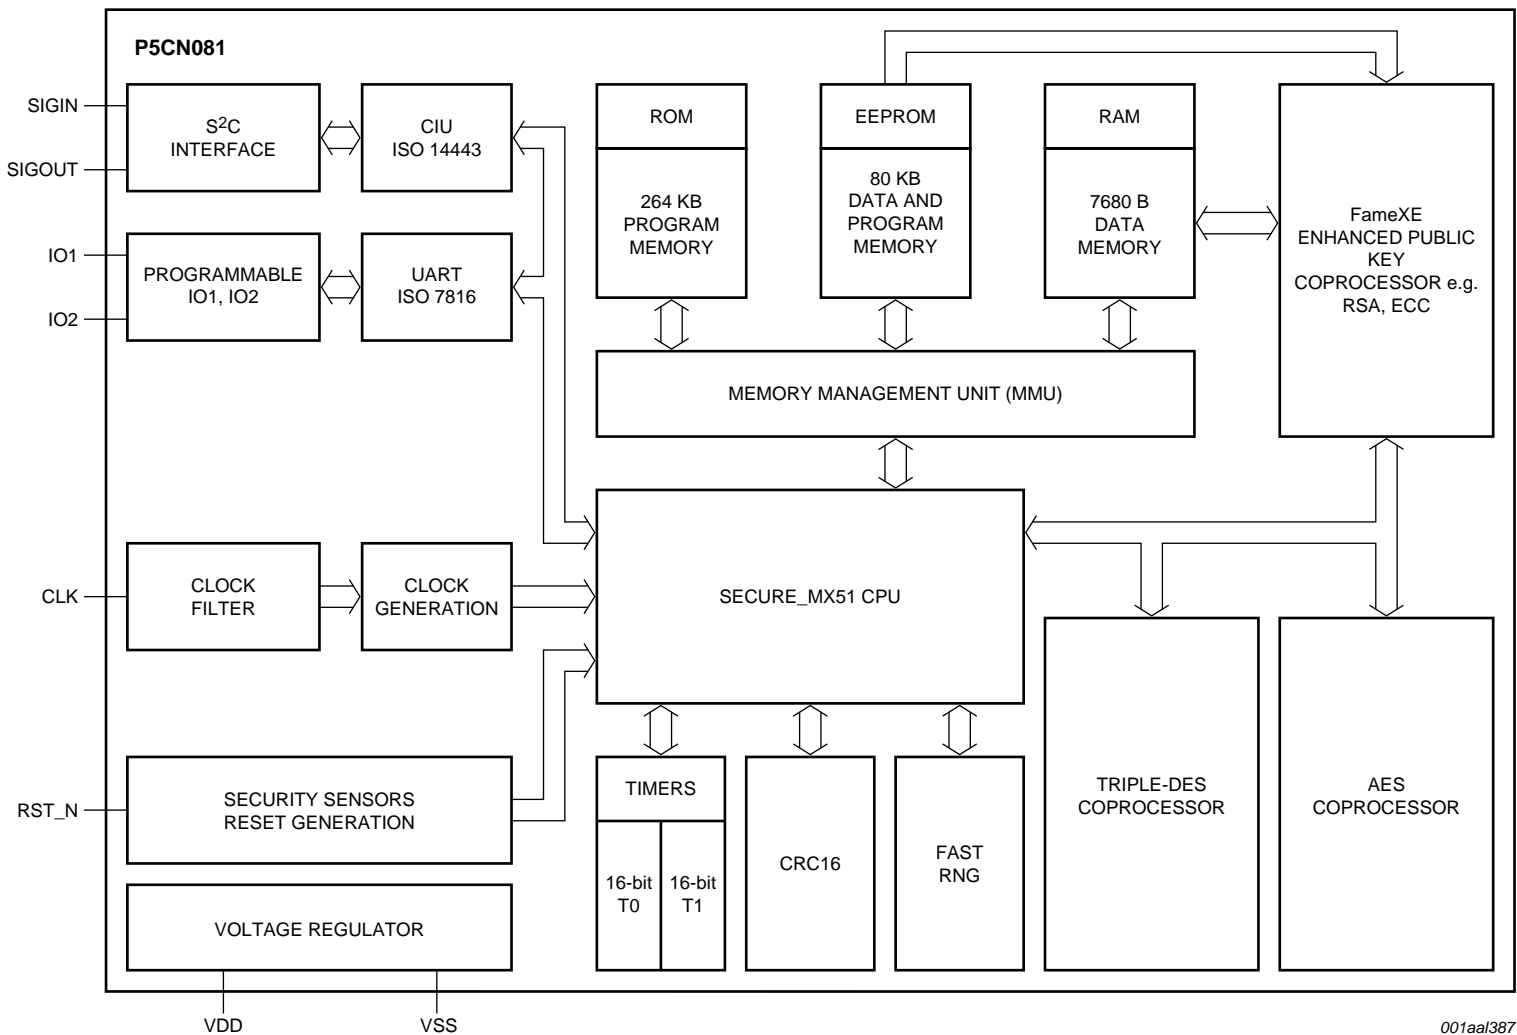 P5CN081
SIGIN
SIGOUT
S2C
INTERFACE
CIU
ISO 14443
IO1
IO2
PROGRAMMABLE
IO1, IO2
UART
ISO 7816
ROM
264 KB
PROGRAM
MEMORY
EEPROM
80 KB
DATA AND
PROGRAM
MEMORY
RAM
7680 B
DATA
MEMORY
FameXE
ENHANCED PUBLIC
KEY
COPROCESSOR e.g.
RSA, ECC
MEMORY MANAGEMENT UNIT (MMU)
CLK
CLOCK
FILTER
CLOCK
GENERATION
SECURE_MX51 CPU
RST_N
SECURITY SENSORS
RESET GENERATION
TIMERS
16-bit
T0
16-bit
T1
CRC16
FAST
RNG
TRIPLE-DES
COPROCESSOR
AES
COPROCESSOR
VOLTAGE REGULATOR
VDD
VSS
001aal387